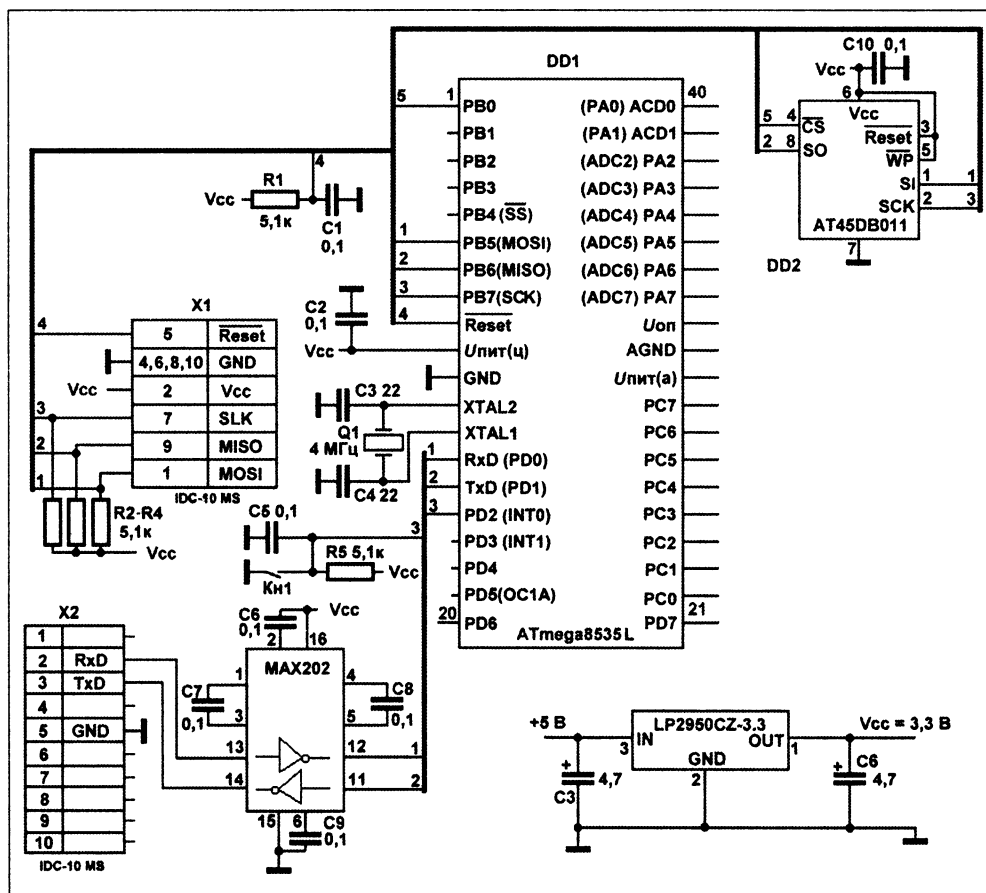 C10 0,1
Vcc
DD1
1
40
5
PB0
(PA0) ACD0
PB1
(PA1) ACD1
PB2
(ADC2) PA2
PB3
(ADC3) PA3
PB4(SS)
(ADC4) PA4
1
PB5(MOSI)
(ADC5) PA5
2
PB6(MISO)
(ADC6) PA6
3
PB7(SCK)
(ADC7) PA7
4
Reset
Uоп
Uпит(ц)
AGND
GND
Uпит(а)
XTAL2
PC7
XTAL1
PC6
1
RxD (PD0)
PC5
2
TxD (PD1)
PC4
3
PD2 (INT0)
PC3
PD3 (INT1)
PC2
PD4
PC1
PD5(OC1A)
PC0
20
PD6
PD7
21
ATmega8535L
6
Vcc
5
4
CS
Reset
3
2
8
SO
WP
5
SI
1
1
SCK
2
3
AT45DB011
7
DD2
4
R1
Vcc
5,1к
C1
0,1
C2
0,1
Vcc
C3 22
Q1
4 МГц
C4 22
X1
4
5
Reset
4,6,8,10
GND
Vcc
2
Vcc
3
7
SLK
2
9
MISO
1
1
MOSI
IDC-10 MS
R2-R4
5,1к
Vcc
C5 0,1
3
R5 5,1к
Vcc
Кн1
X2
1
2
RxD
3
TxD
4
5
GND
6
7
8
9
10
IDC-10 MS
C6
0,1
Vcc
2
16
MAX202
1
4
C7
0,1
C8
0,1
3
5
13
12
1
14
11
2
15
6
C9
0,1
+5 В
3
IN
LP2950CZ-3.3
OUT
1
Vcc = 3,3 В
GND
2
+
4,7
C3
+
C6
4,7